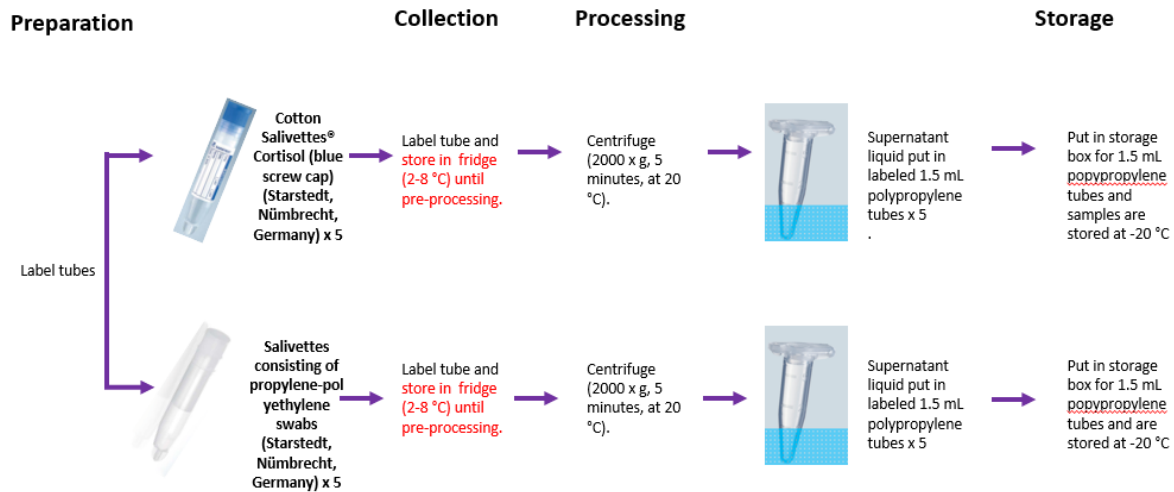 Preparation
Collection
Processing
Storage
Label tubes
Cotton
Salivettes®
Cortisol (blue
screw cap)
(Starstedt,
Nümbrecht,
Germany) x 5
Label tube and
store in fridge
(2-8 °C) until
pre-processing.
Centrifuge
(2000 x g, 5
minutes, at 20
°C).
Supernatant
liquid put in
labeled 1.5 mL
polypropylene
tubes x 5
.
Put in storage
box for 1.5 mL
popypropylene
tubes and
samples are
stored at -20 °C
Salivettes
consisting of
propylene-pol
yethylene
swabs
(Starstedt,
Nümbrecht,
Germany) x 5
Label tube and
store in fridge
(2-8 °C) until
pre-processing.
Centrifuge
(2000 x g, 5
minutes, at 20
°C).
Supernatant
liquid put in
labeled 1.5 mL
polypropylene
tubes x 5
Put in storage
box for 1.5 mL
popypropylene
tubes and are
stored at -20 °C